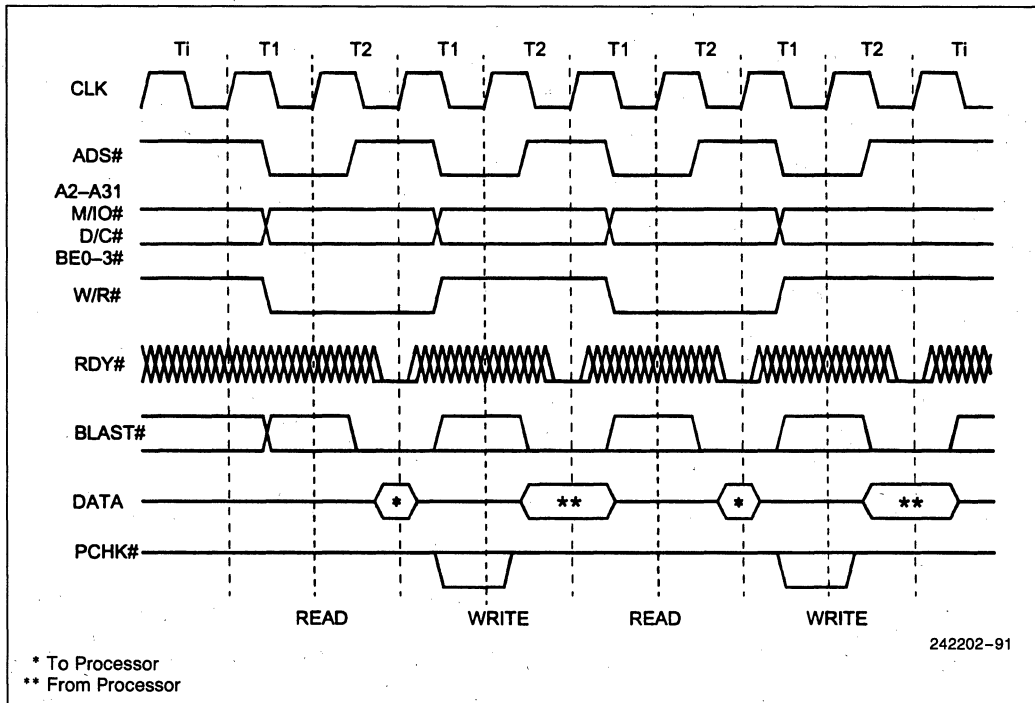 Ti T1 T2 T1 T2 T1 T2 T1 T2 Ti
CLK
ADS#
A2–A31
M/IO#
D/C#
BE0–3#
W/R#
RDY#
BLAST#
DATA * ** * **
PCHK#
READ WRITE READ WRITE
242202–91
* To Processor
** From Processor